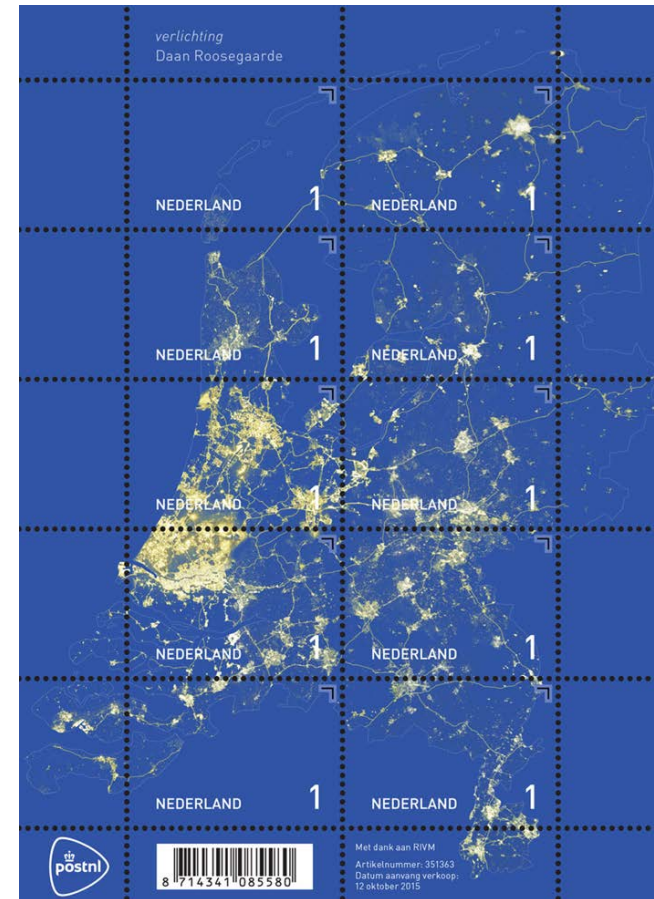 verlichting
Daan Roosegaarde
NEDERLAND 1
NEDERLAND 1
NEDERLAND 1
NEDERLAND 1
NEDERLAND 1
NEDERLAND 1
NEDERLAND 1
NEDERLAND 1
NEDERLAND 1
NEDERLAND 1
postnl
8 714341 085580
Met dank aan RIVM
Artikelnummer: 351363
Datum aanvang verkoop:
12 oktober 2015